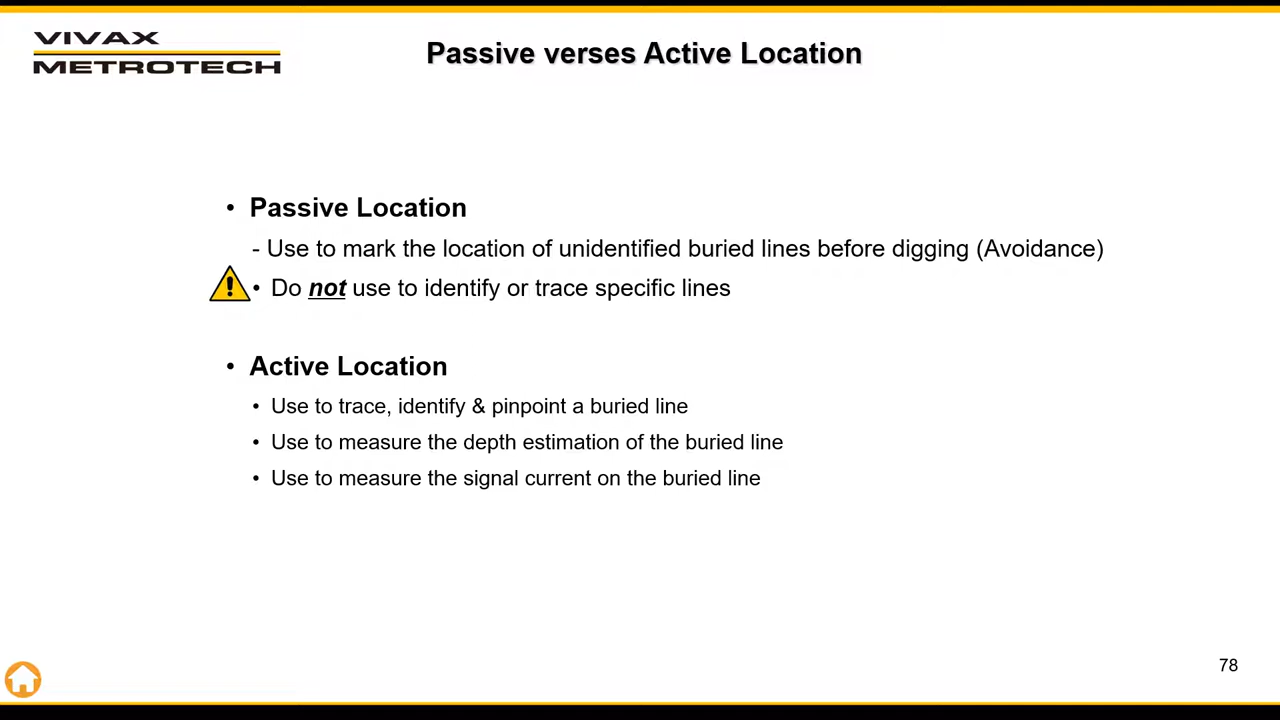 VIVAX
METROTECH
Passive verses Active Location
• Passive Location
- Use to mark the location of unidentified buried lines before digging (Avoidance)
• Do not use to identify or trace specific lines
• Active Location
• Use to trace, identify & pinpoint a buried line
• Use to measure the depth estimation of the buried line
• Use to measure the signal current on the buried line
78